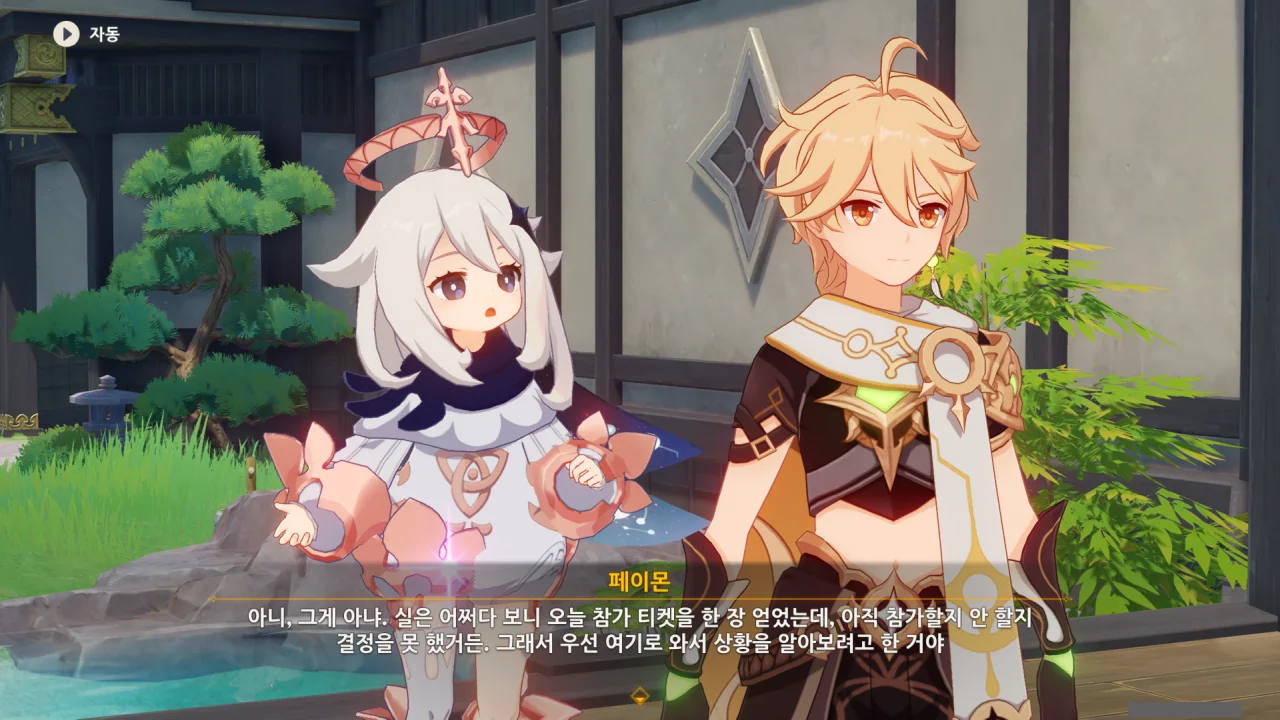 자동
페이몬
아니, 그게 아냐. 실은 어쩌다 보니 오늘 참가 티켓을 한 장 얻었는데, 아직 참가할지 안 할지
결정을 못 했거든. 그래서 우선 여기로 와서 상황을 알아보려고 한 거야